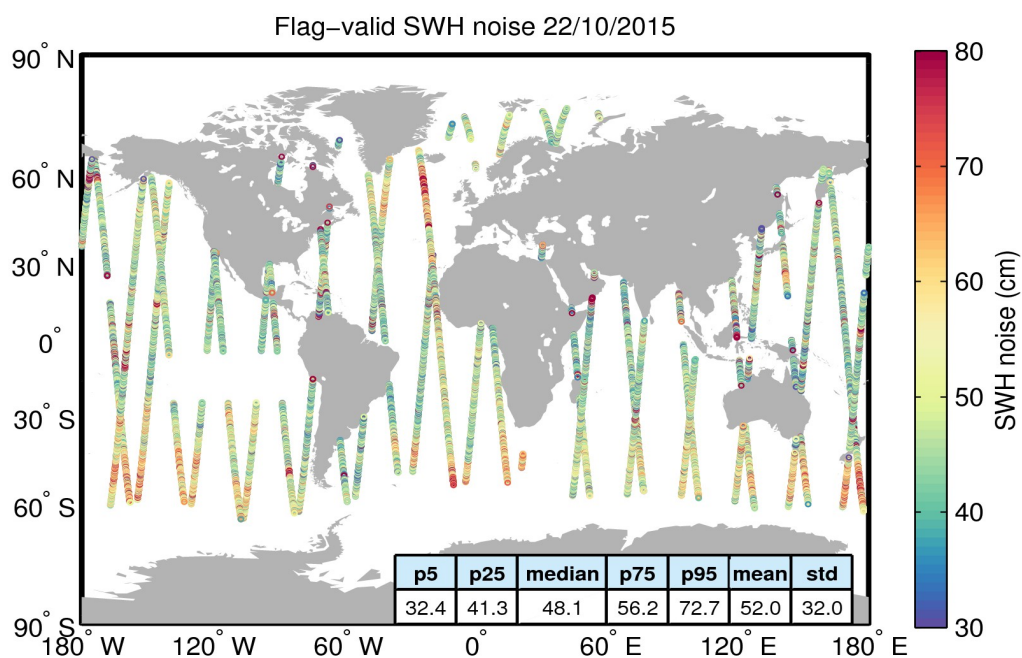 Flag−valid SWH noise 22/10/2015
90° N
60° N
30° N
0°
30° S
60° S
90° S
180° W
120° W
60° W
0°
60° E
120° E
180° E
p5 p25 median p75 p95 mean std
32.4 41.3 48.1 56.2 72.7 52.0 32.0
80
70
60
50
40
30
SWH noise (cm)